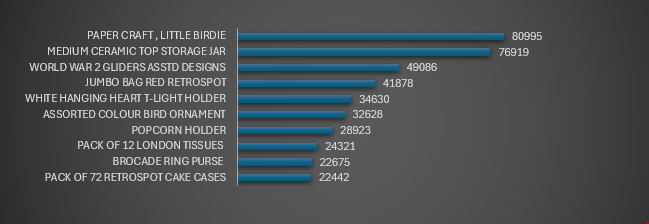 PAPER CRAFT , LITTLE BIRDIE 80995
MEDIUM CERAMIC TOP STORAGE JAR 76919
WORLD WAR 2 GLIDERS ASSTD DESIGNS 49086
JUMBO BAG RED RETROSPOT 41878
WHITE HANGING HEART T-LIGHT HOLDER 34630
ASSORTED COLOUR BIRD ORNAMENT 32628
POPCORN HOLDER 28923
PACK OF 12 LONDON TISSUES 24321
BROCADE RING PURSE 22675
PACK OF 72 RETROSPOT CAKE CASES 22442